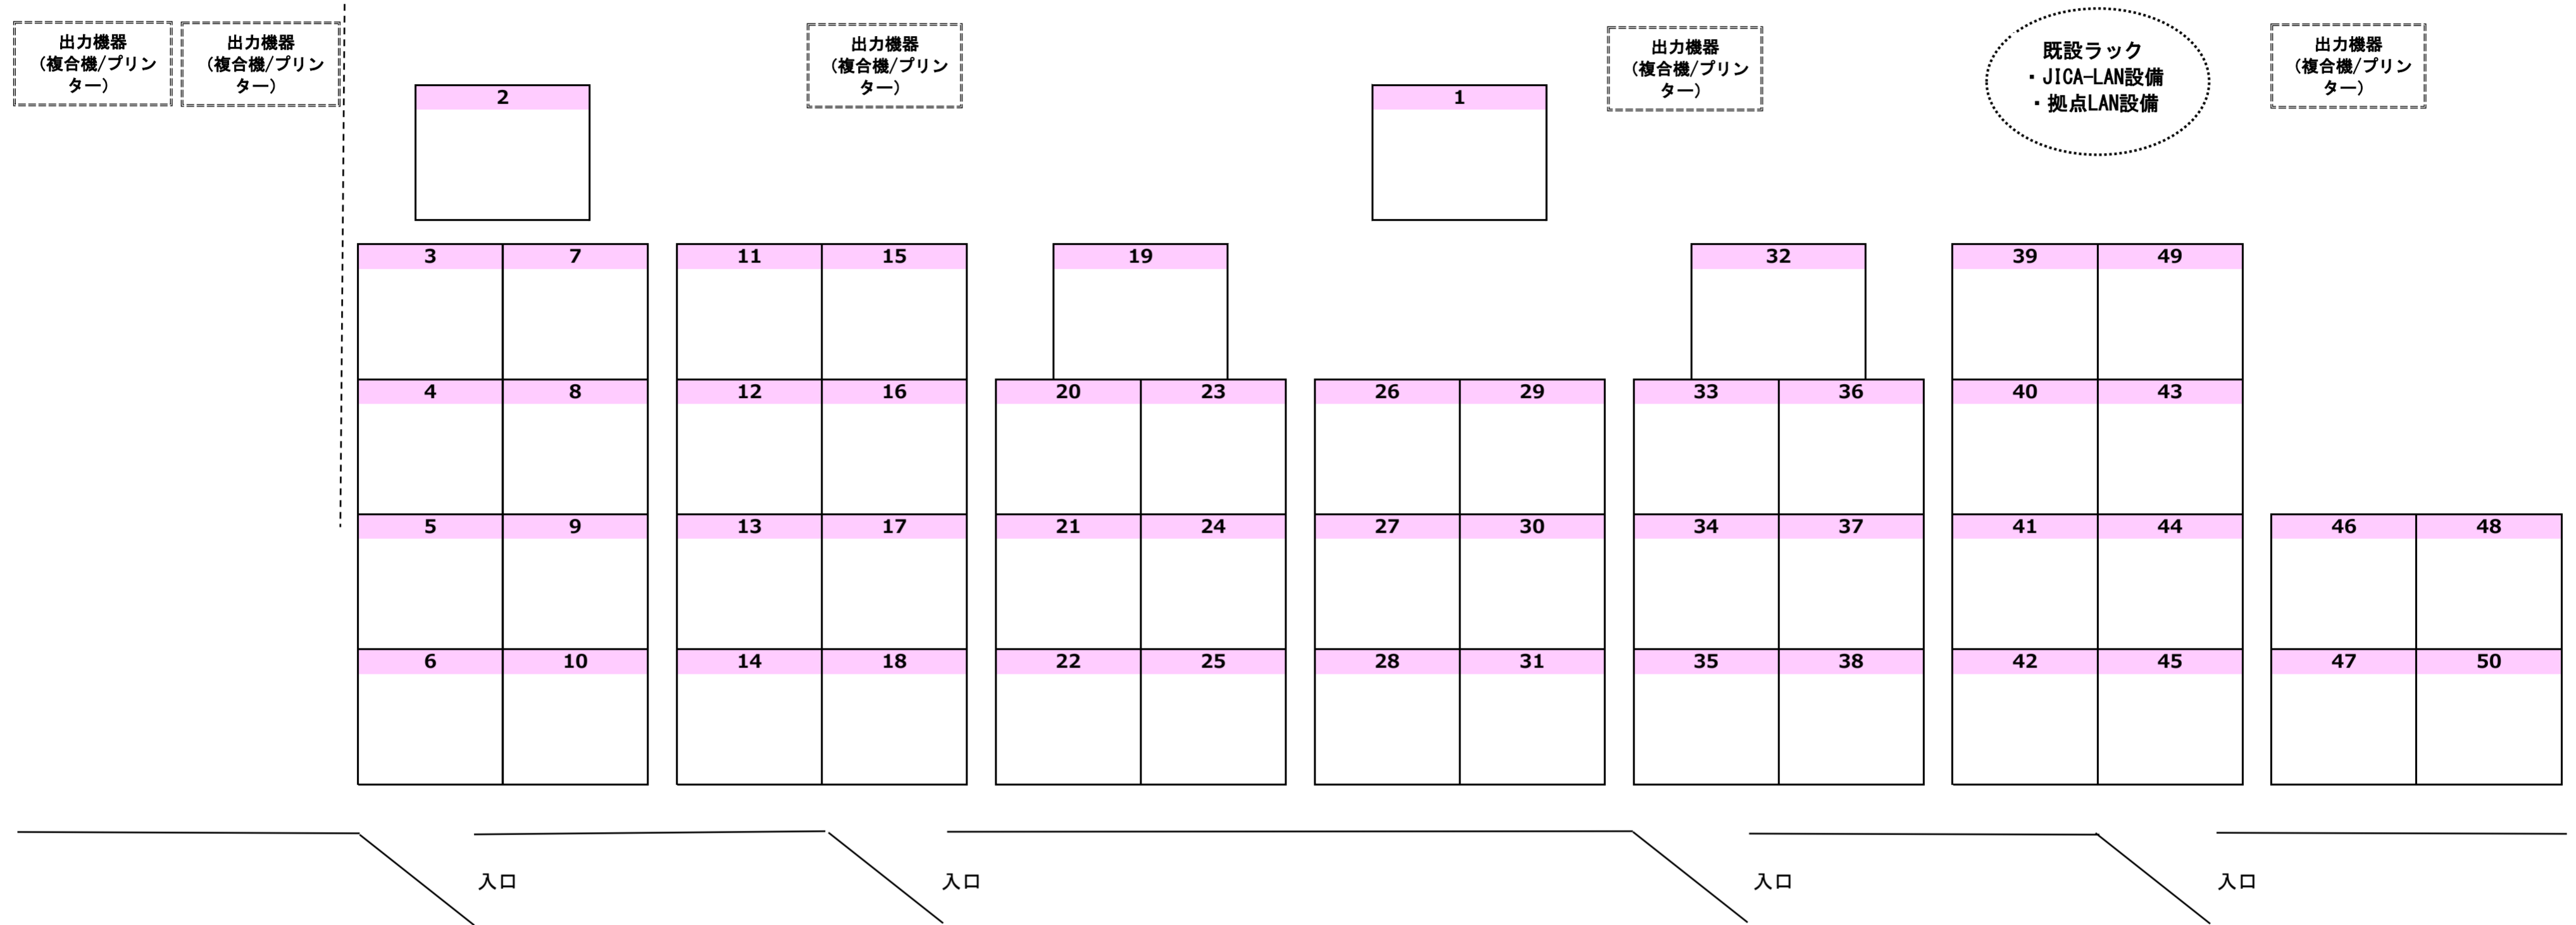 出力機器
（複合機/プリン
ター）
出力機器
（複合機/プリン
ター）
出力機器
（複合機/プリン
ター）
出力機器
（複合機/プリン
ター）
既設ラック
・JICA-LAN設備
・拠点LAN設備
出力機器
（複合機/プリン
ター）
2
1
3 7 11 15 19 32 39 49
4 8 12 16 20 23 26 29 33 36 40 43
5 9 13 17 21 24 27 30 34 37 41 44 46 48
6 10 14 18 22 25 28 31 35 38 42 45 47 50
入口
入口
入口
入口